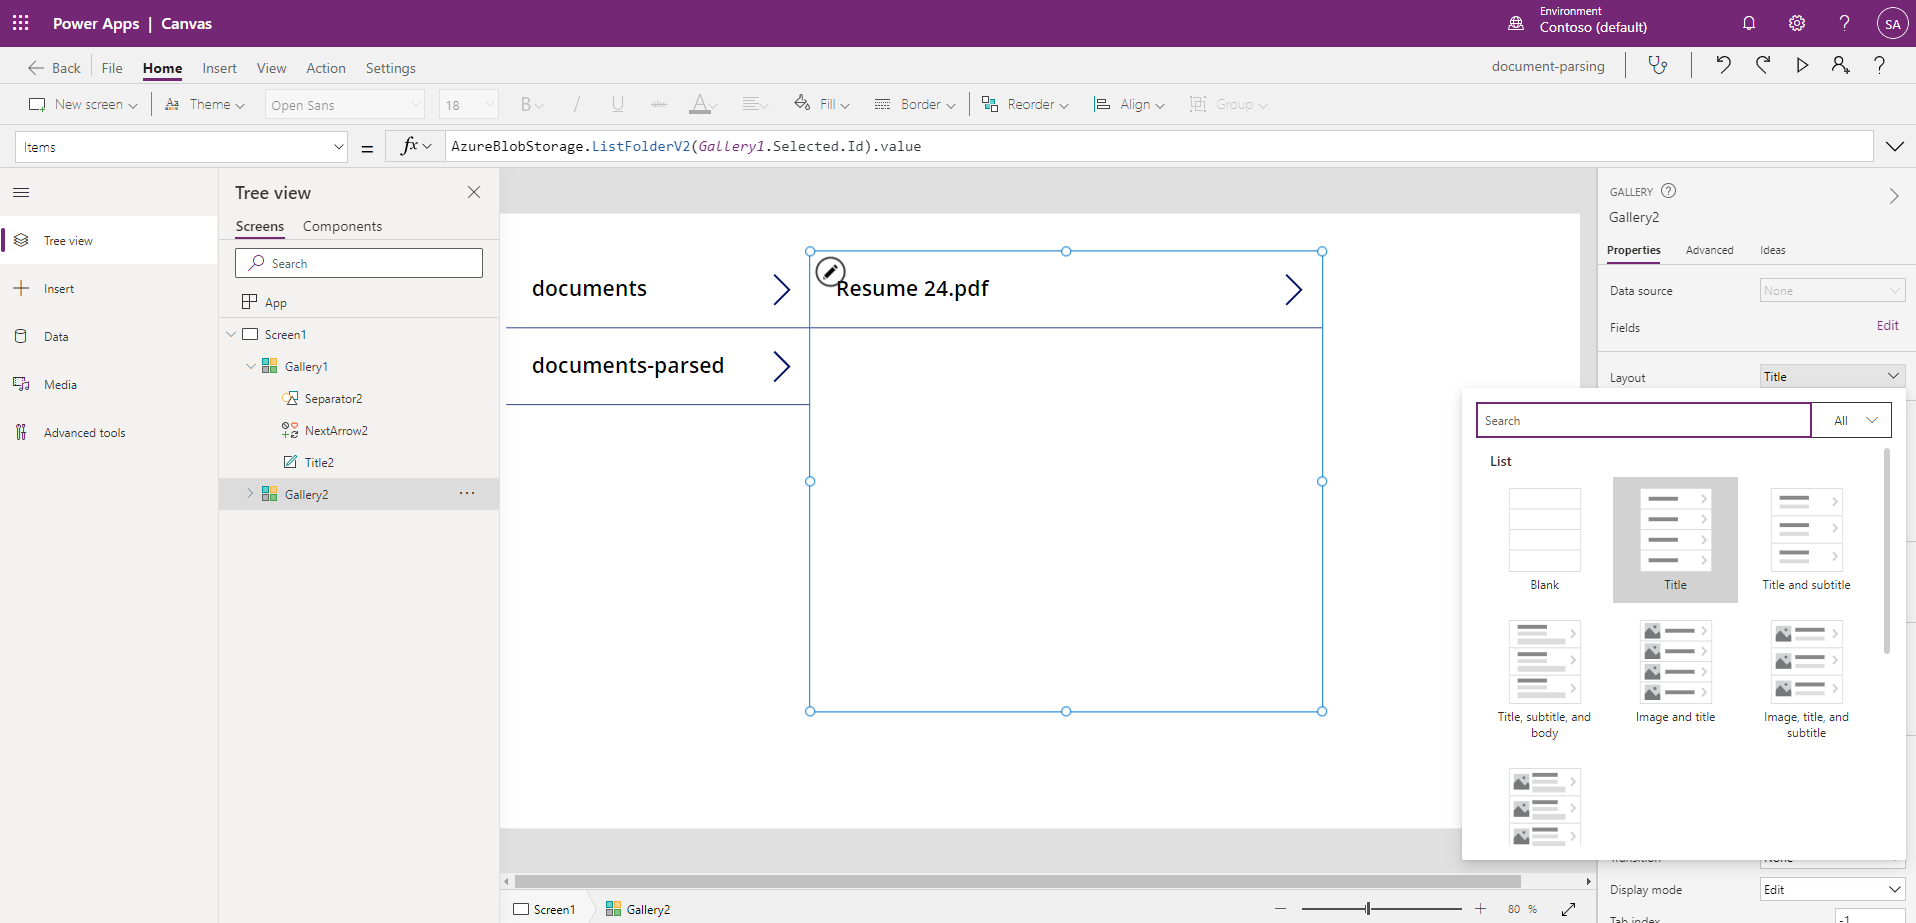 Power Apps | Canvas
Environment
Contoso (default)
SA
Back
File
Home
Insert
View
Action
Settings
document-parsing
New screen
Theme
Open Sans
18
B
/
U
abc
A
Fill
Border
Reorder
Align
Group
Items
=
fx
AzureBlobStorage.ListFolderV2(Gallery1.Selected.Id).value
Tree view
Insert
Data
Media
Advanced tools
Tree view
Screens
Components
Search
App
Screen1
Gallery1
Separator2
NextArrow2
Title2
Gallery2
documents
documents-parsed
Resume 24.pdf
GALLERY
Gallery2
Properties
Advanced
Ideas
Data source
None
Fields
Edit
Layout
Title
Search
All
List
Blank
Title
Title and subtitle
Title, subtitle, and
body
Image and title
Image, title, and
subtitle
Transition
None
Display mode
Edit
Tab index
-1
Screen1
Gallery2
80 %